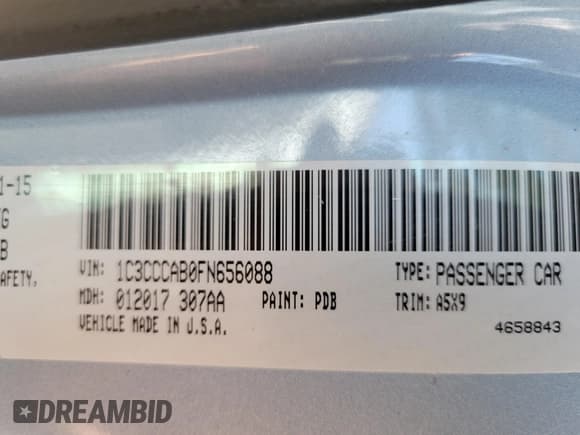 1-15
G
B
AFETY.
VIN: 1C3CCCAB0FN656088
TYPE: PASSENGER CAR
MDH: 012017 307AA
PAINT: PDB
TRIM: A5X9
VEHICLE MADE IN U.S.A.
4658843
DREAMBID